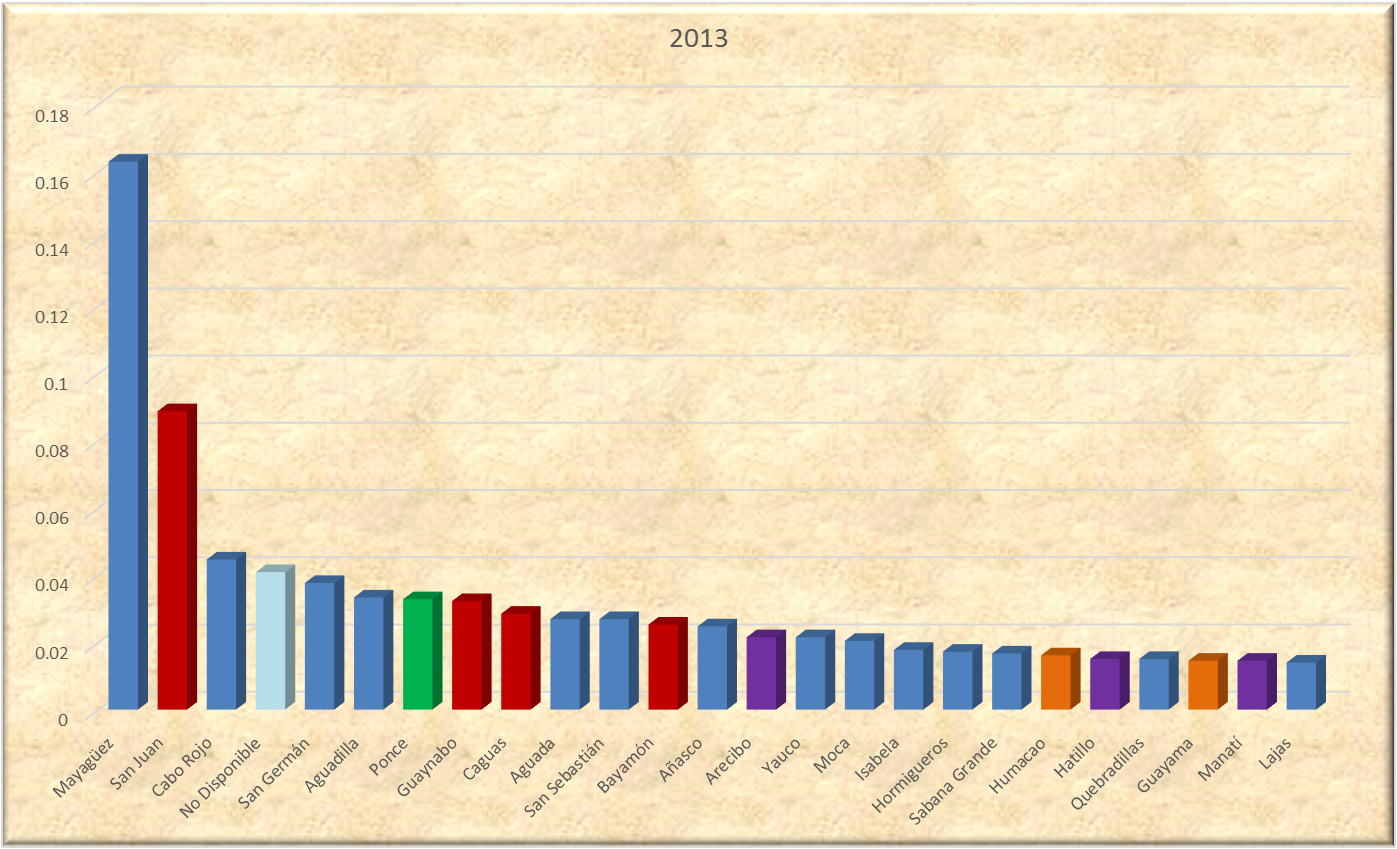 2013
0.18
0.16
0.14
0.12
0.1
0.08
0.06
0.04
0.02
0
Mayagüez
San Juan
Cabo Rojo
No Disponible
San Germán
Aguadilla
Ponce
Guaynabo
Caguas
Aguada
San Sebastián
Bayamón
Añasco
Arecibo
Yauco
Moca
Isabela
Hormigueros
Sabana Grande
Humacao
Hatillo
Quebradillas
Guayama
Manatí
Lajas